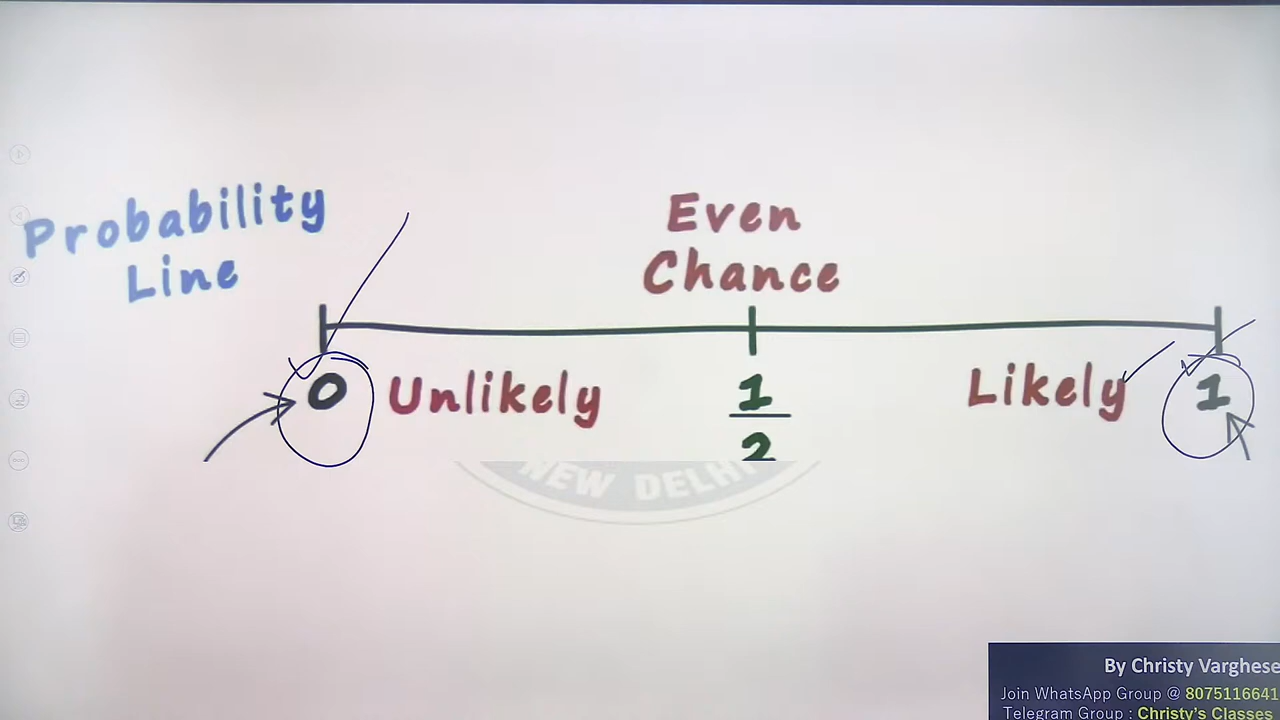 Probability
Line
Even
Chance
0 Unlikely
1
2
Likely
1
NEW DELHI
By Christy Varghese
Join WhatsApp Group @ 8075116641
Telegram Group : Christy's Classes